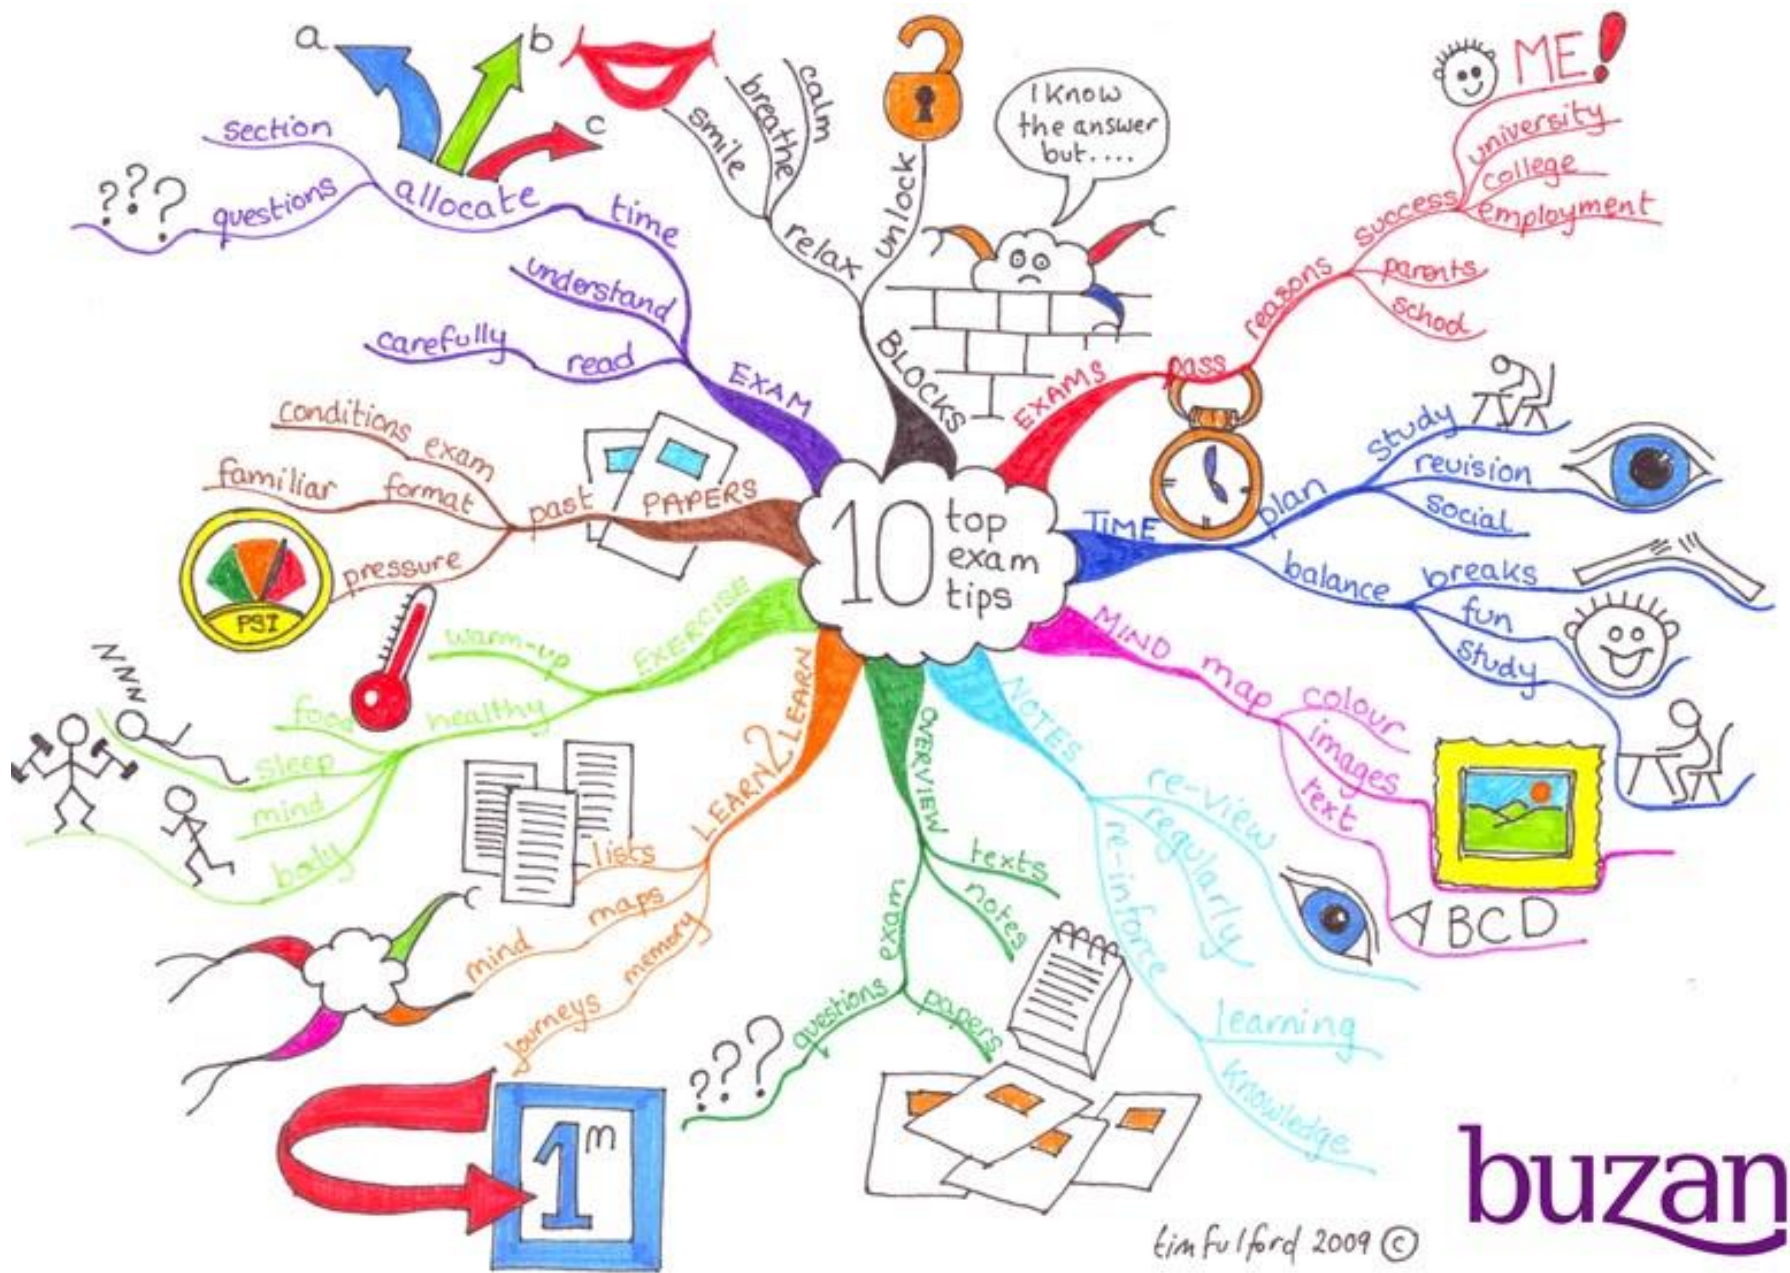 10 top
exam
tips
EXAMS
pass
reasons
success
ME!
university
college
employment
parents
school
TIME
plan
study
revision
social
balance
breaks
fun
study
MIND
map
colour
images
text
ABCD
NOTES
re-view
regularly
re-inforce
learning
knowledge
OVERVIEW
texts
notes
exam
papers
questions
???
LEARN 2 LEARN
lists
maps
mind
memory
journeys
1m
EXERCISE
warm-up
healthy
food
sleep
mind
body
NNN
PAPERS
past
exam
conditions
format
familiar
pressure
PSI
EXAM
time
allocate
section
questions
???
a
b
c
understand
read
carefully
BLOCKS
relax
smile
breathe
calm
unlock
I know
the answer
but....
timfulford 2009 ©
buzan